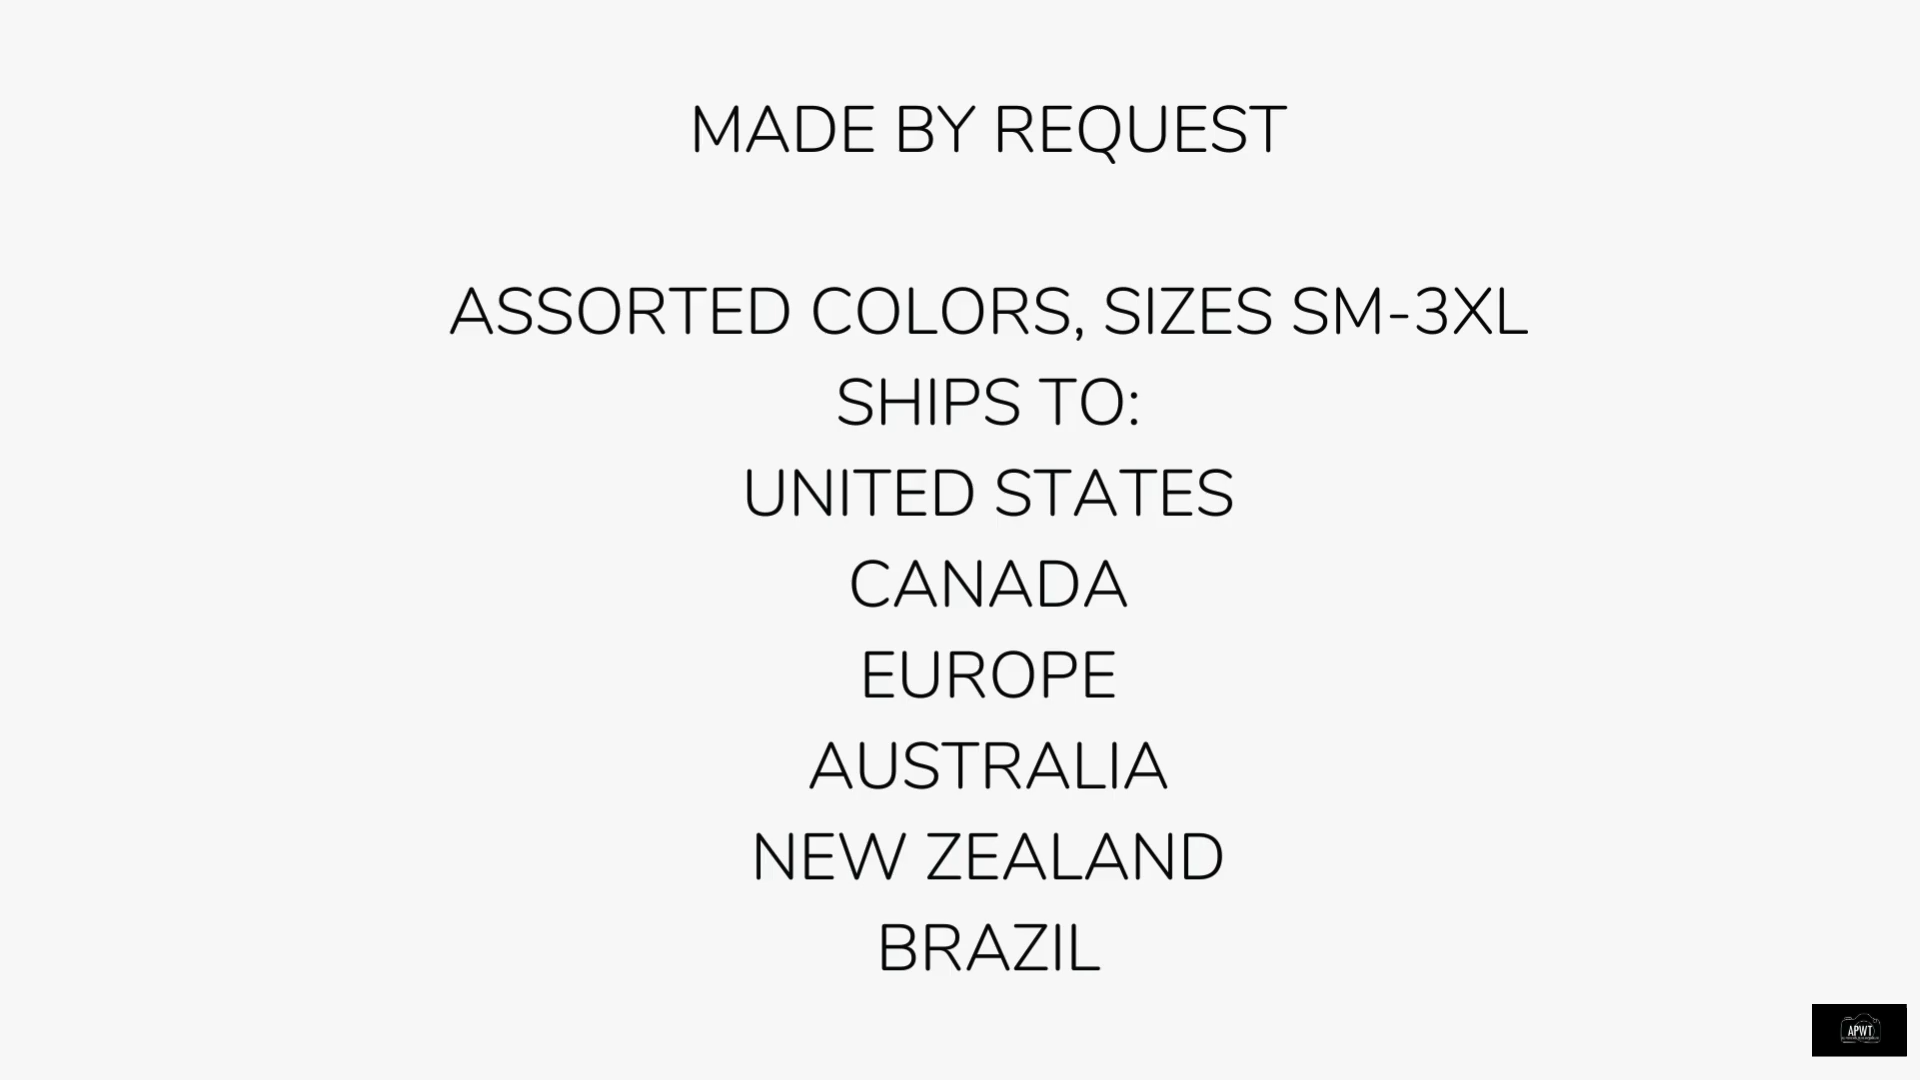 MADE BY REQUEST
ASSORTED COLORS, SIZES SM-3XL
SHIPS TO:
UNITED STATES
CANADA
EUROPE
AUSTRALIA
NEW ZEALAND
BRAZIL
APWT